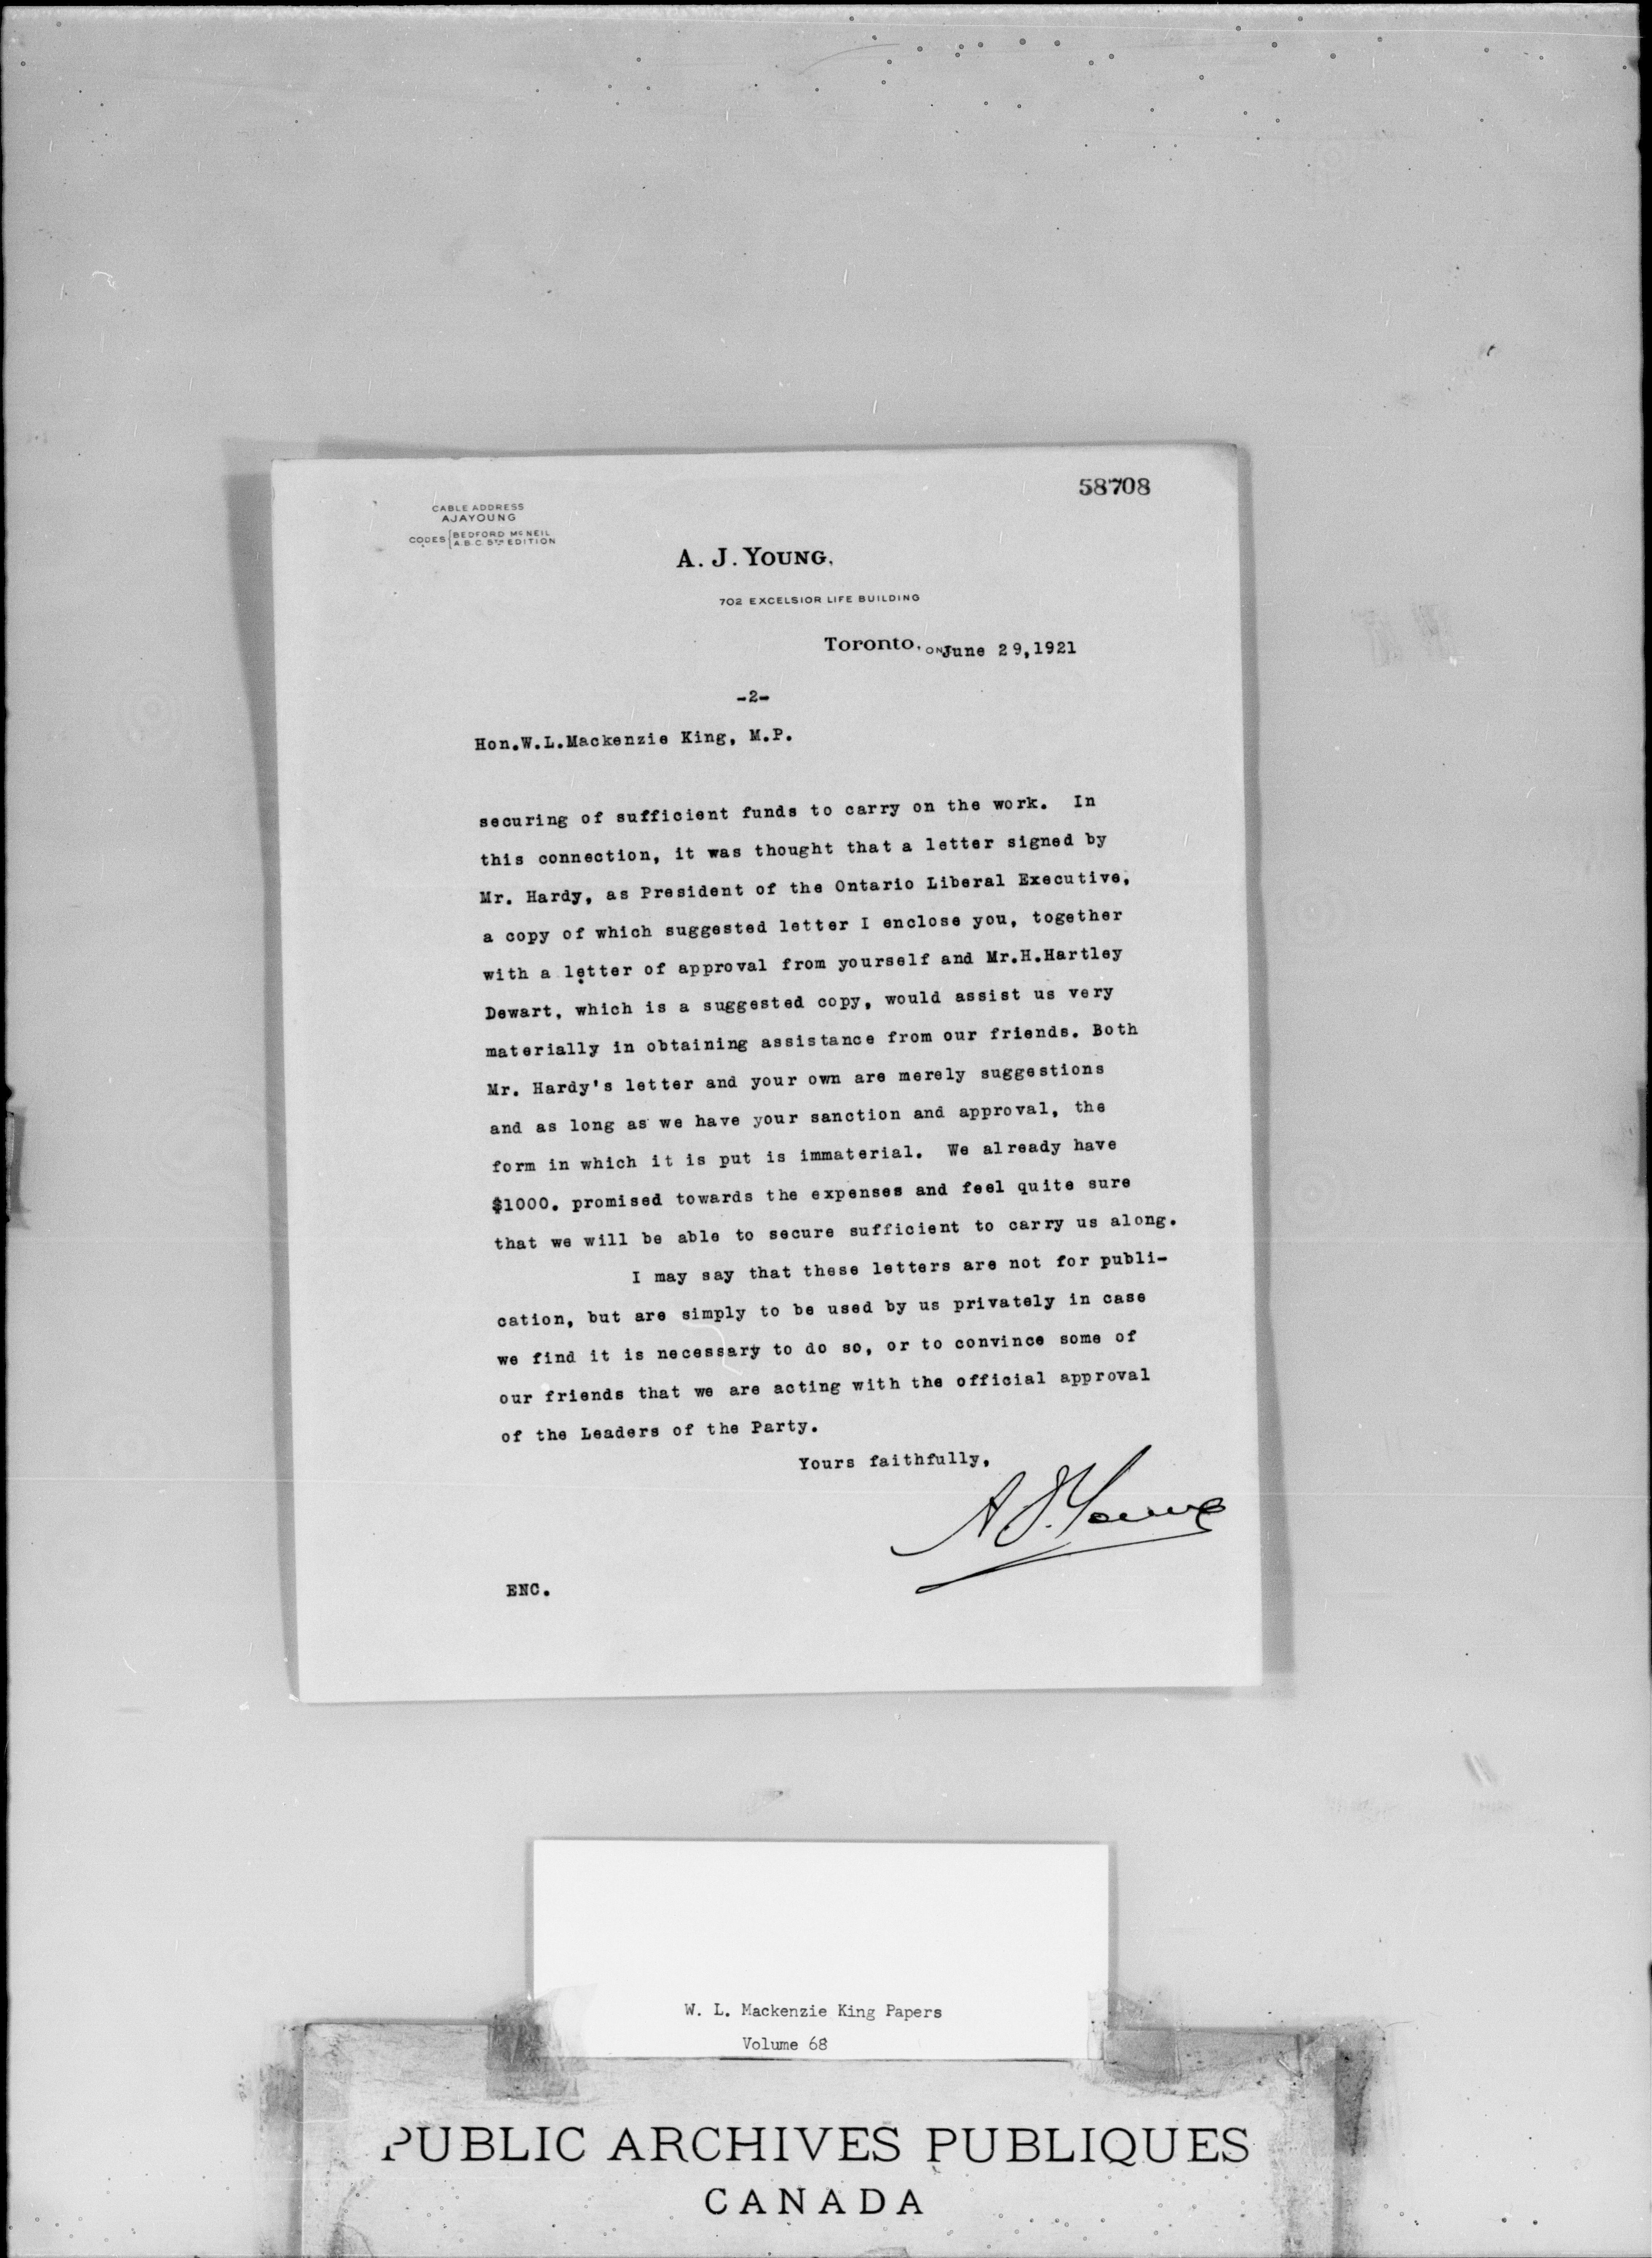 58708
CABLE ADDRESS
AJAYOUNG
CODES BEDFORD McNEIL
A.B.C. 5TH EDITION
A. J. YOUNG,
702 EXCELSIOR LIFE BUILDING
Toronto, ON June 29,1921
-2-
Hon.W.L.Mackenzie King, M.P.
securing of sufficient funds to carry on the work. In
this connection, it was thought that a letter signed by
Mr. Hardy, as President of the Ontario Liberal Executive,
a copy of which suggested letter I enclose you, together
with a letter of approval from yourself and Mr.H.Hartley
Dewart, which is a suggested copy, would assist us very
materially in obtaining assistance from our friends. Both
Mr. Hardy's letter and your own are merely suggestions
and as long as we have your sanction and approval, the
form in which it is put is immaterial. We already have
$1000. promised towards the expenses and feel quite sure
that we will be able to secure sufficient to carry us along.
I may say that these letters are not for publi-
cation, but are simply to be used by us privately in case
we find it is necessary to do so, or to convince some of
our friends that we are acting with the official approval
of the Leaders of the Party.
Yours faithfully,
A.J. Young
ENC.
W. L. Mackenzie King Papers
Volume 68
PUBLIC ARCHIVES PUBLIQUES
CANADA